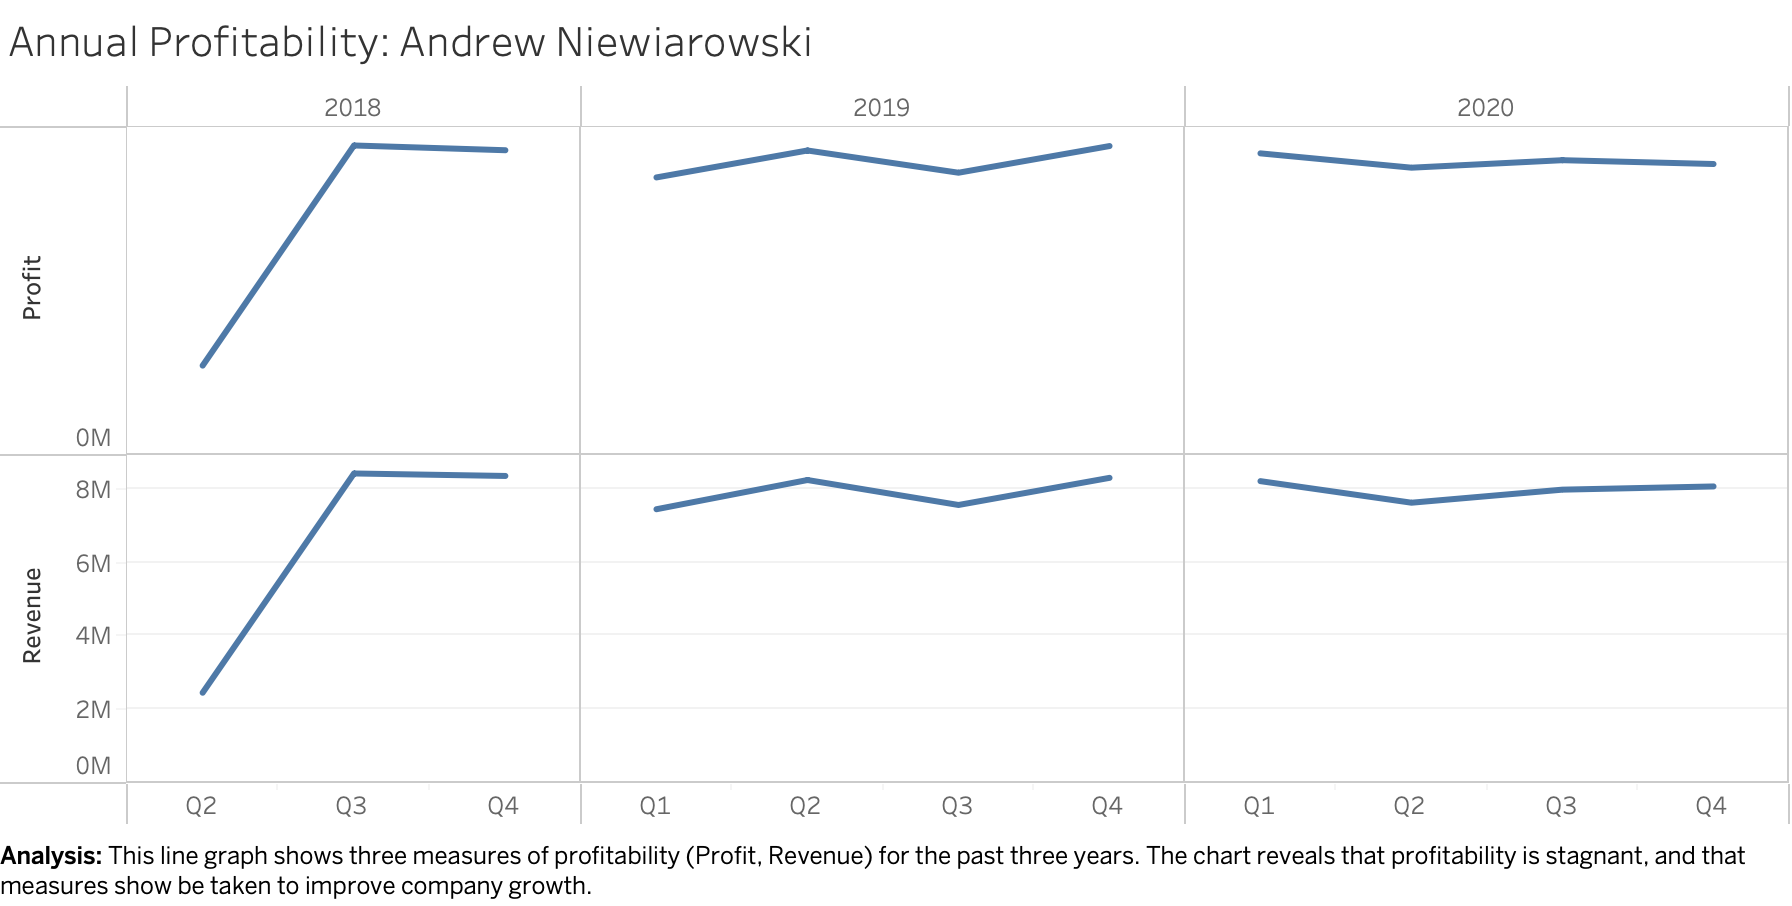 Annual Profitability: Andrew Niewiarowski
2018 2019 2020
Profit
0M
Revenue
8M
6M
4M
2M
0M
Q2 Q3 Q4 Q1 Q2 Q3 Q4 Q1 Q2 Q3 Q4
Analysis: This line graph shows three measures of profitability (Profit, Revenue) for the past three years. The chart reveals that profitability is stagnant, and that
measures show be taken to improve company growth.